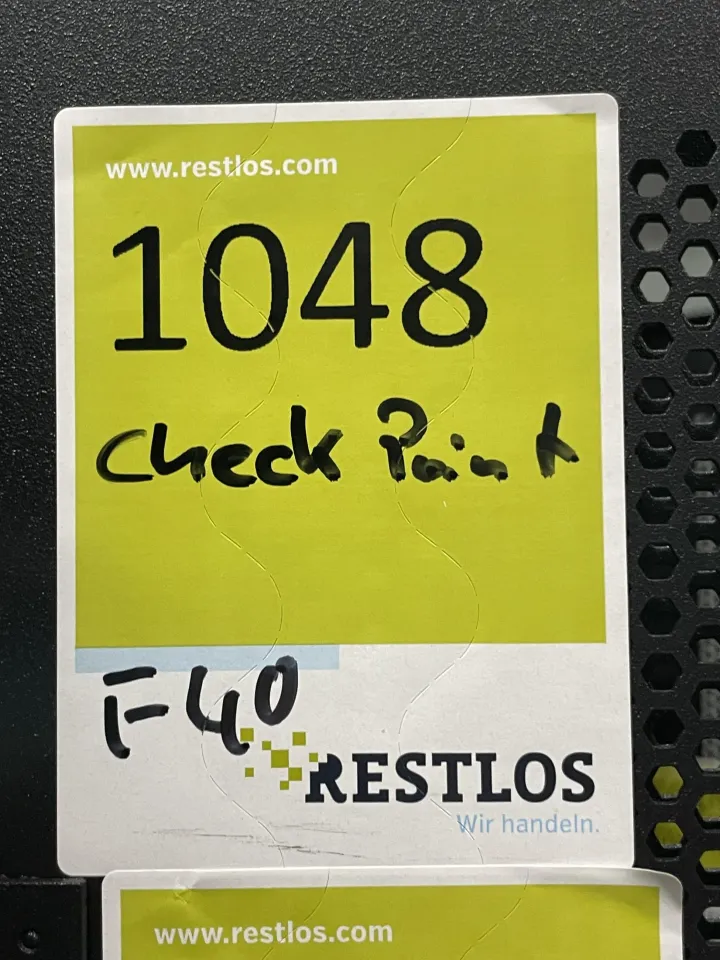 www.restlos.com
1048
Check Point
F40
RESTLOS
Wir handeln.
www.restlos.com